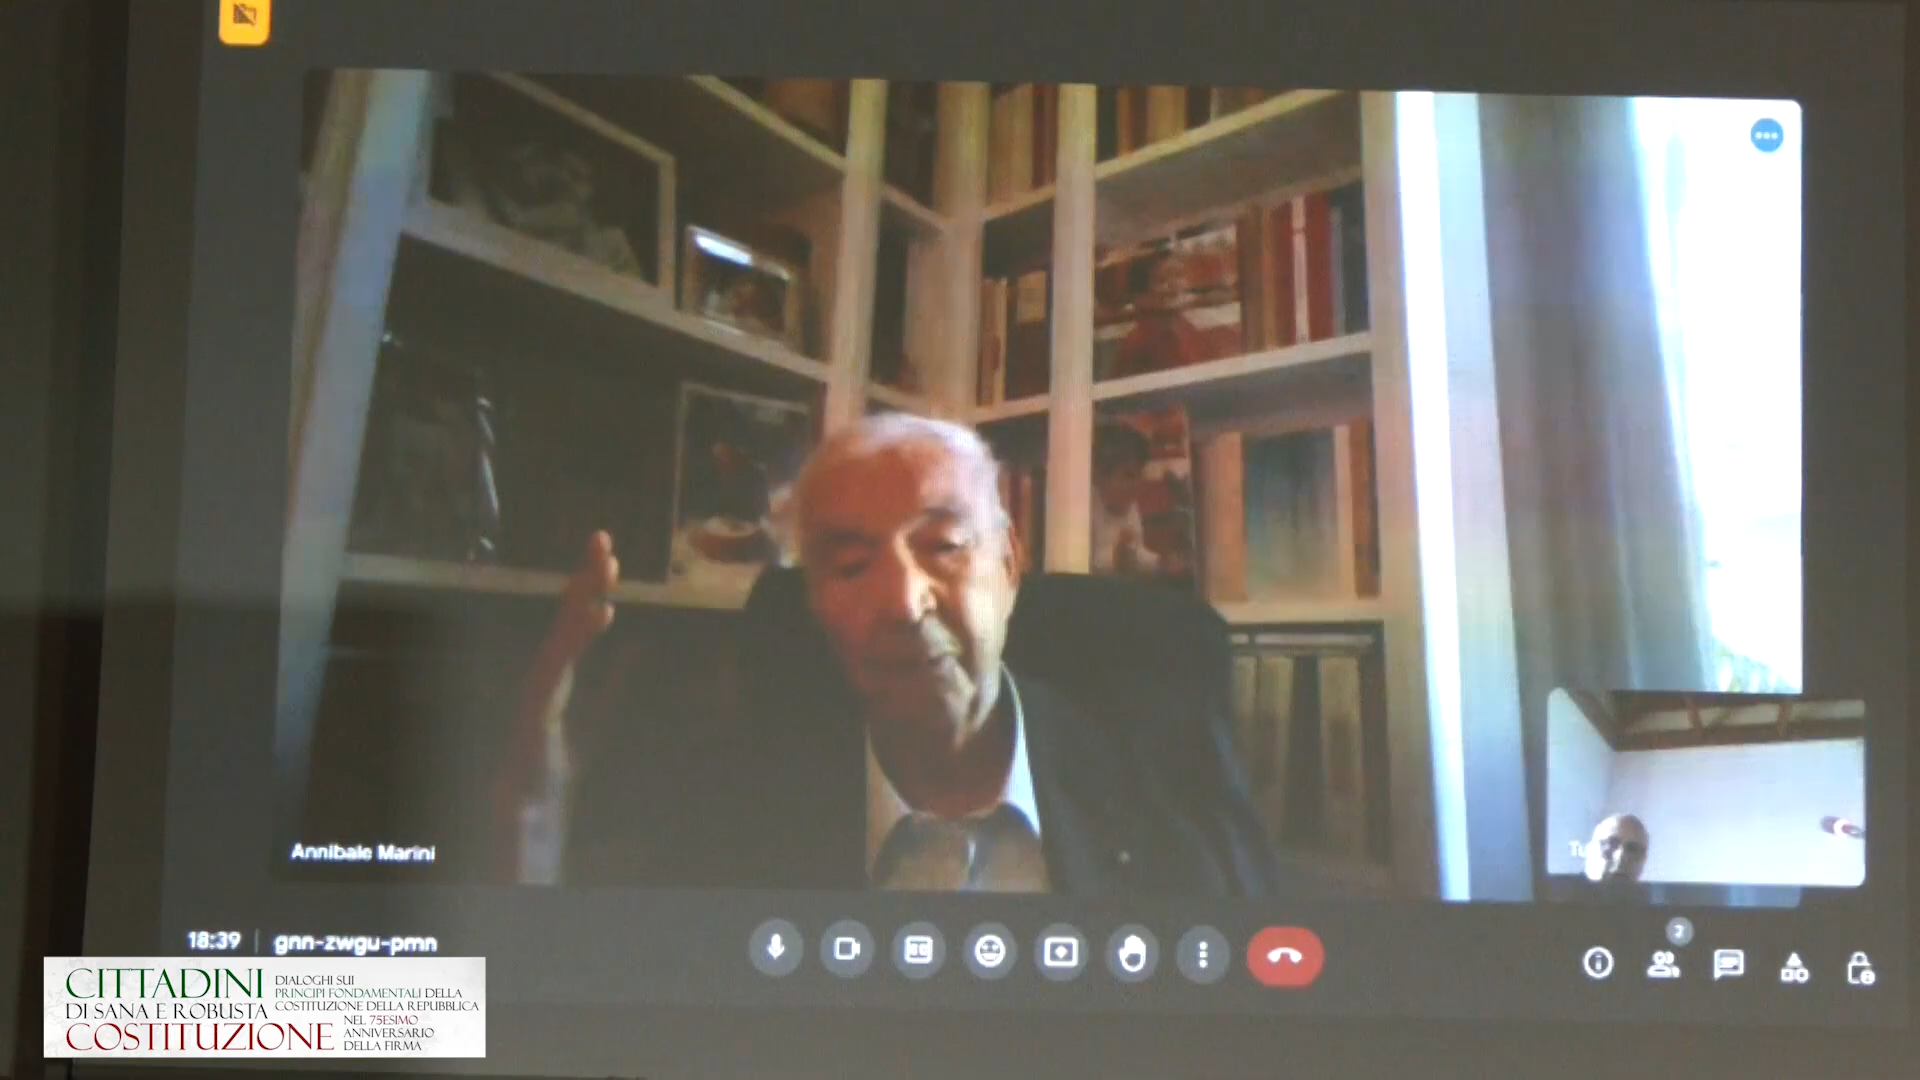 Annibale Marini
2
18:39 | gnn-zwgu-pmn
CITTADINI
DI SANA E ROBUSTA
COSTITUZIONE
DIALOGHI SUI
PRINCIPI FONDAMENTALI DELLA
COSTITUZIONE DELLA REPUBBLICA
NEL 75ESIMO
ANNIVERSARIO
DELLA FIRMA